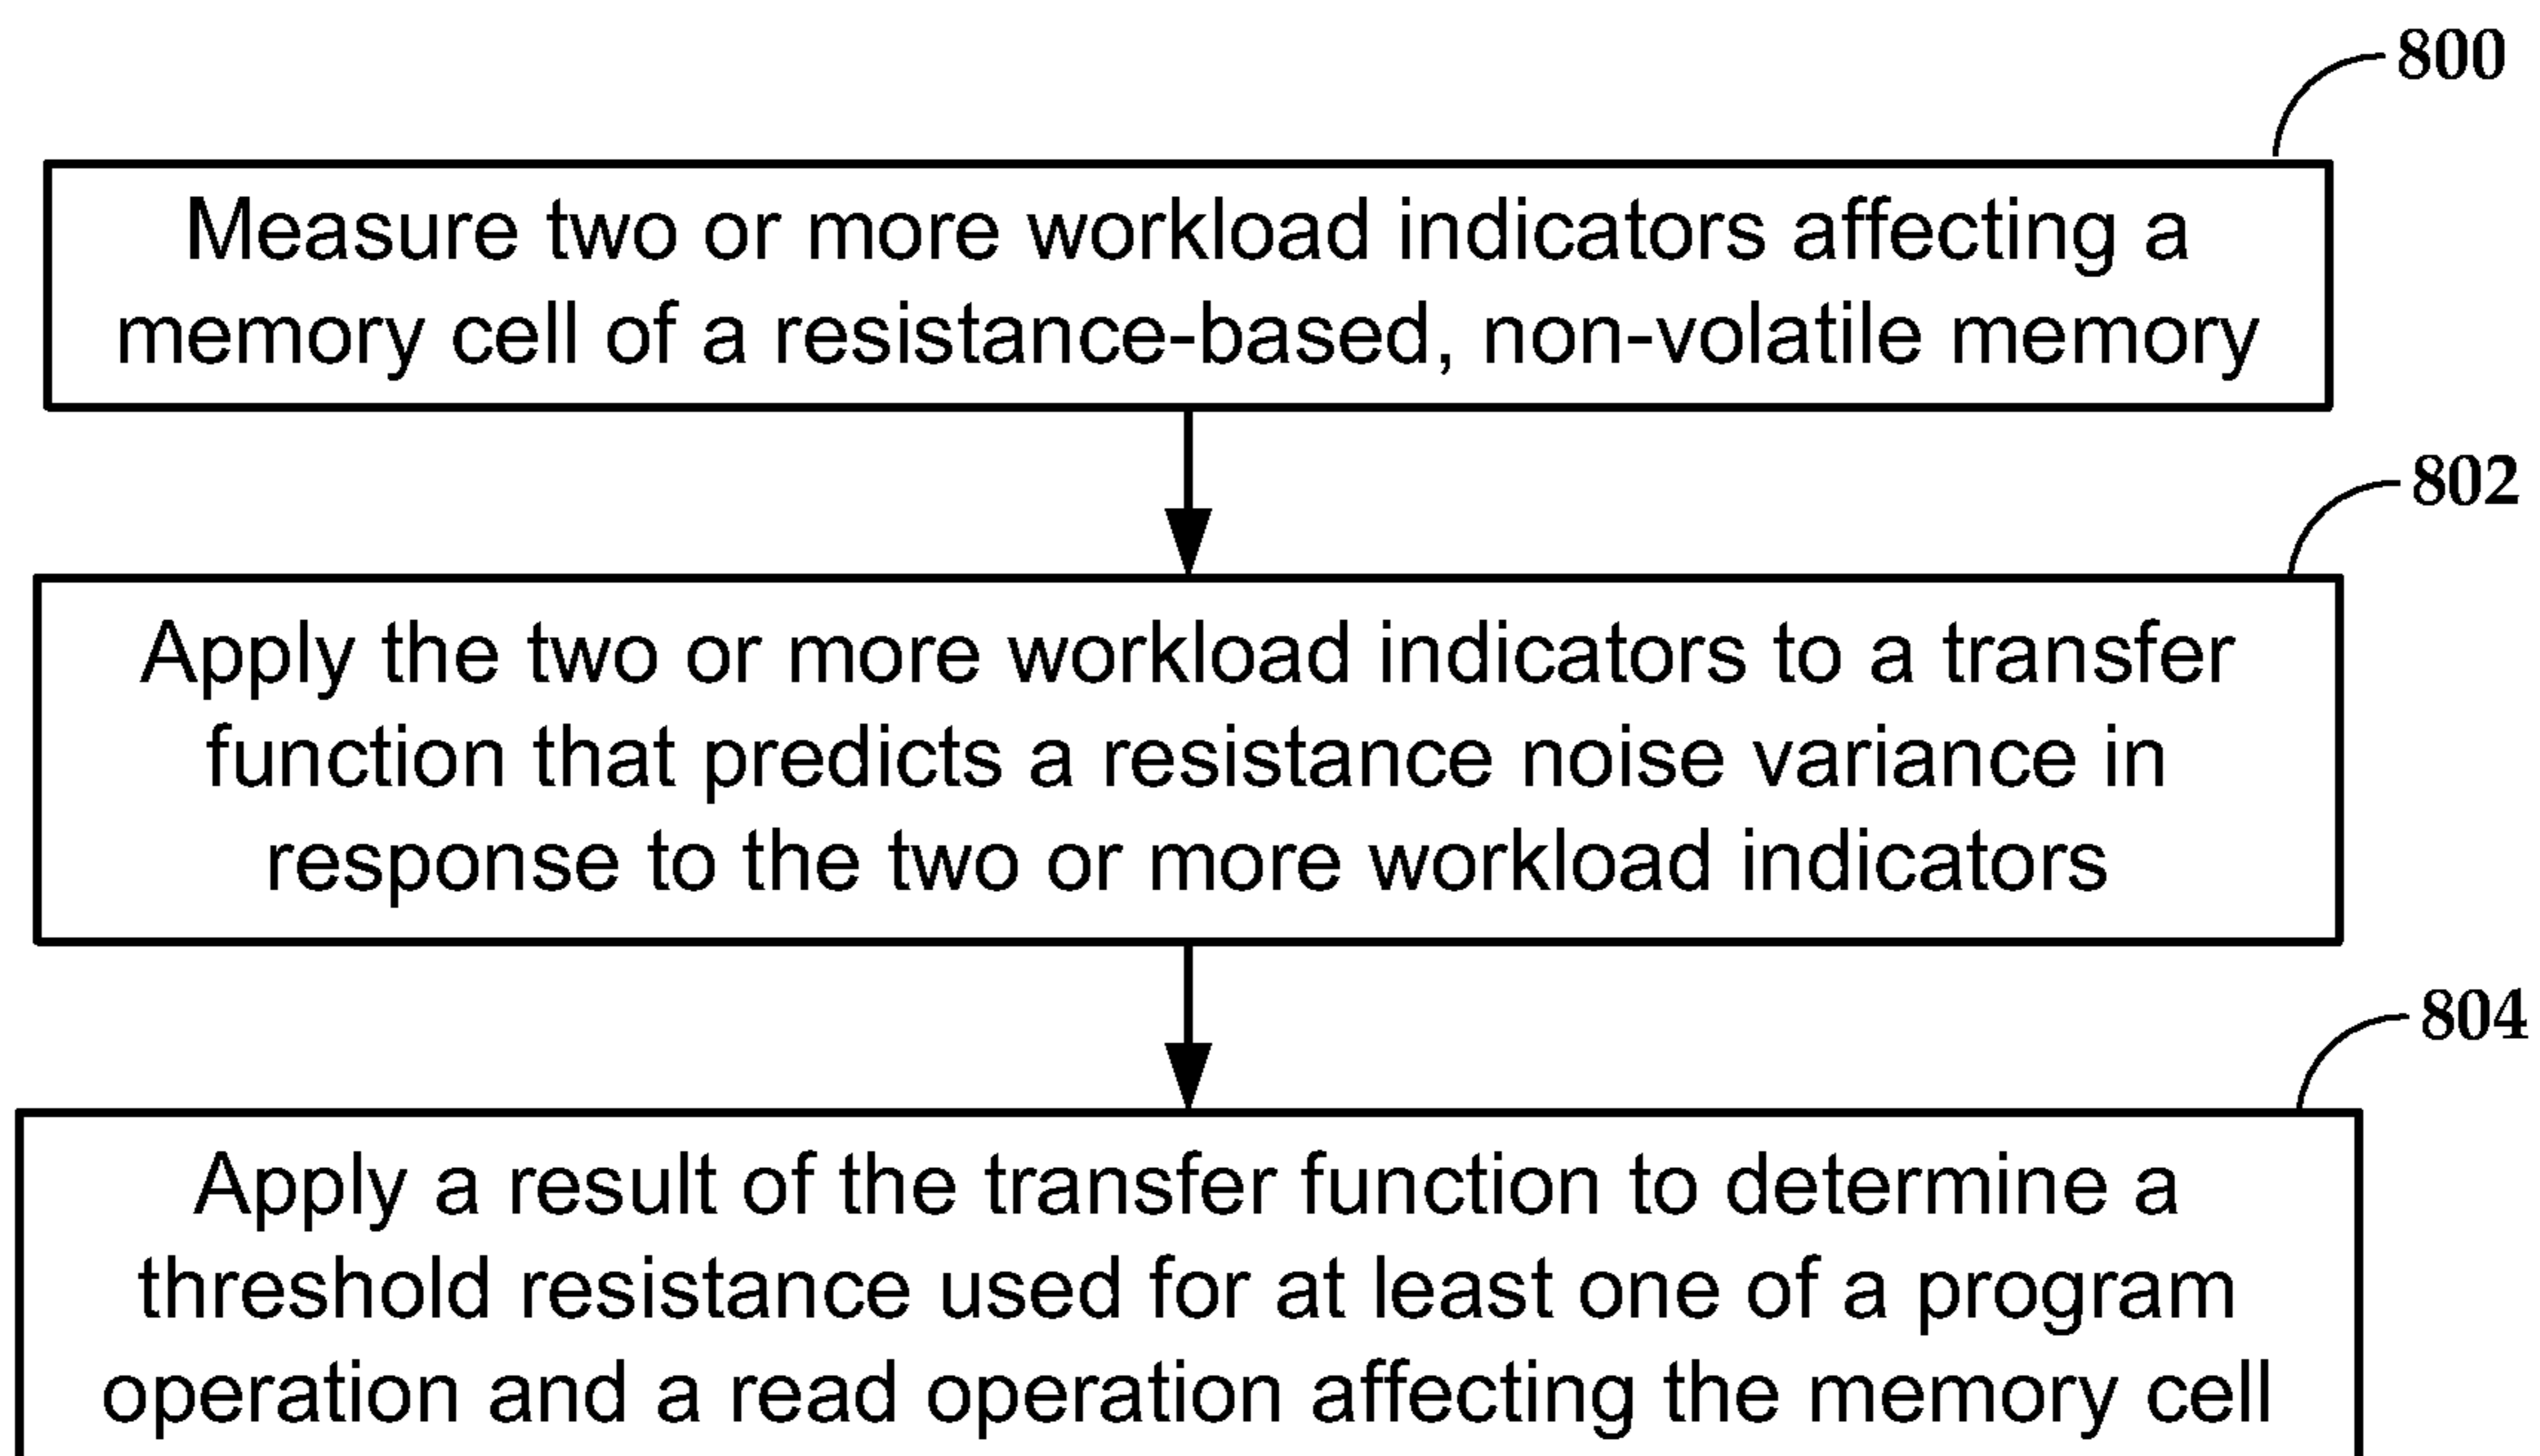 800
Measure two or more workload indicators affecting a
memory cell of a resistance-based, non-volatile memory
802
Apply the two or more workload indicators to a transfer
function that predicts a resistance noise variance in
response to the two or more workload indicators
804
Apply a result of the transfer function to determine a
threshold resistance used for at least one of a program
operation and a read operation affecting the memory cell